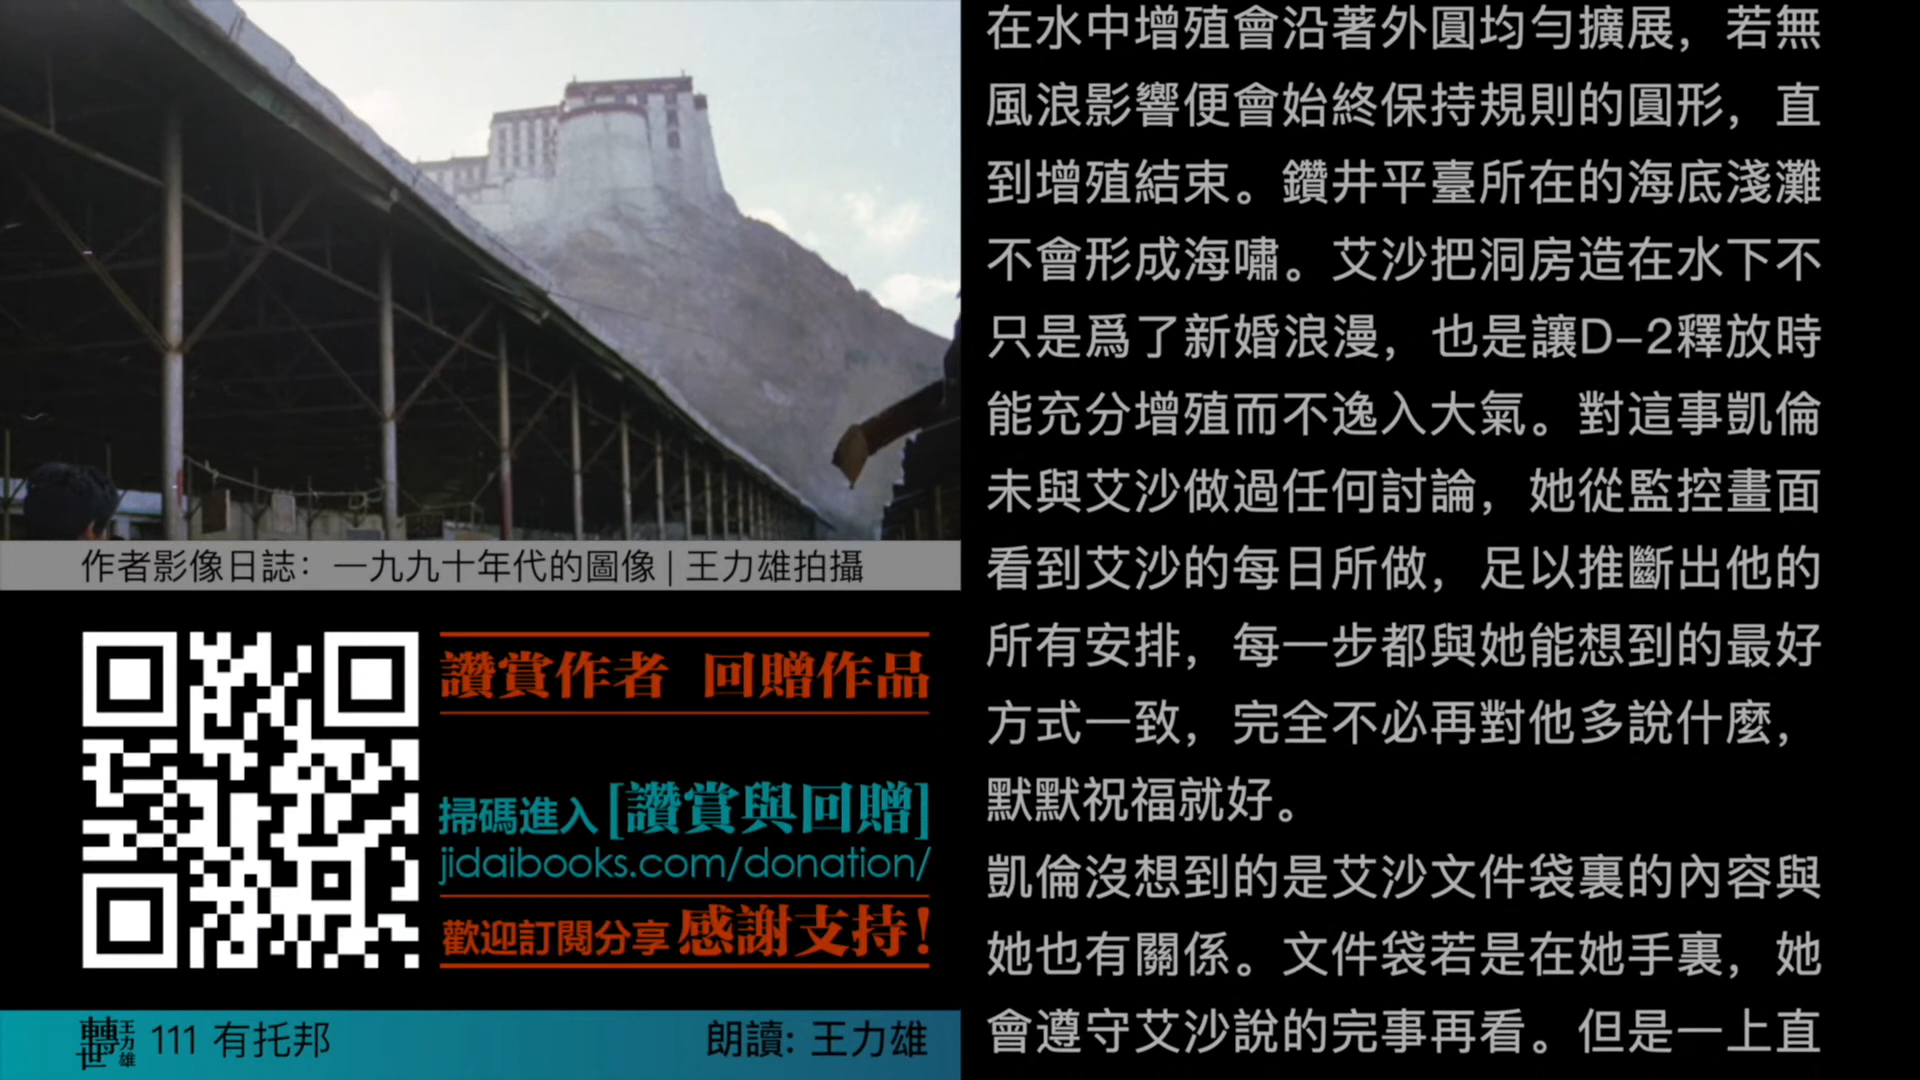 作者影像日誌：一九九十年代的圖像 | 王力雄拍攝
讚賞作者 回贈作品
掃碼進入[讚賞與回贈]
jidaibooks.com/donation/
歡迎訂閱分享 感謝支持！
轉世 王力雄 111 有托邦
朗讀: 王力雄
在水中增殖會沿著外圓均勻擴展，若無
風浪影響便會始終保持規則的圓形，直
到增殖結束。鑽井平臺所在的海底淺灘
不會形成海嘯。艾沙把洞房造在水下不
只是爲了新婚浪漫，也是讓D-2釋放時
能充分增殖而不逸入大氣。對這事凱倫
未與艾沙做過任何討論，她從監控畫面
看到艾沙的每日所做，足以推斷出他的
所有安排，每一步都與她能想到的最好
方式一致，完全不必再對他多說什麼，
默默祝福就好。
凱倫沒想到的是艾沙文件袋裏的內容與
她也有關係。文件袋若是在她手裏，她
會遵守艾沙說的完事再看。但是一上直